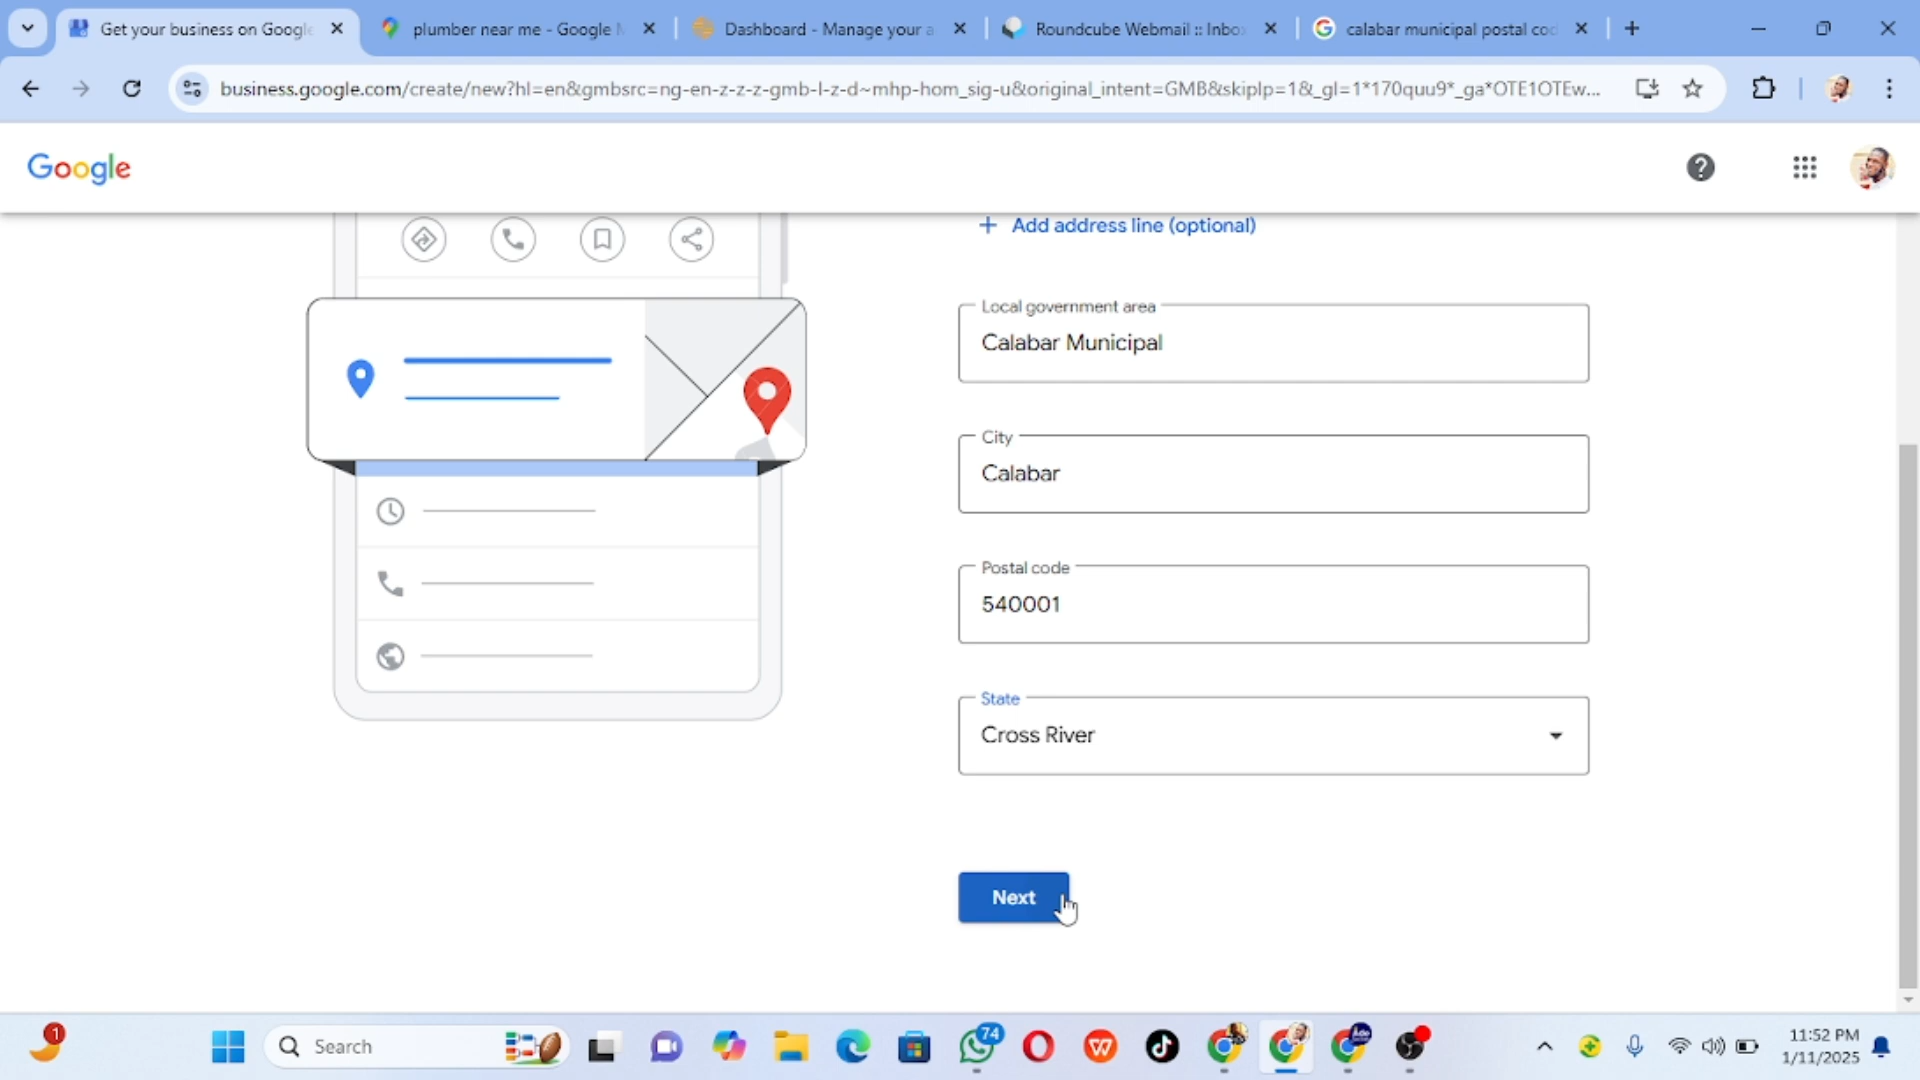 Get your business on Google
plumber near me - Google M
Dashboard - Manage your a
Roundcube Webmail :: Inbo
calabar municipal postal cod
business.google.com/create/new?hl=en&gmbsrc=ng-en-z-z-z-gmb-l-z-d~mhp-hom_sig-u&original_intent=GMB&skiplp=1&_gl=1*170quu9*_ga*OTE1OTEw...
Google
Add address line (optional)
Local government area
Calabar Municipal
City
Calabar
Postal code
540001
State
Cross River
Next
1
Search
74
Ade
11:52 PM
1/11/2025